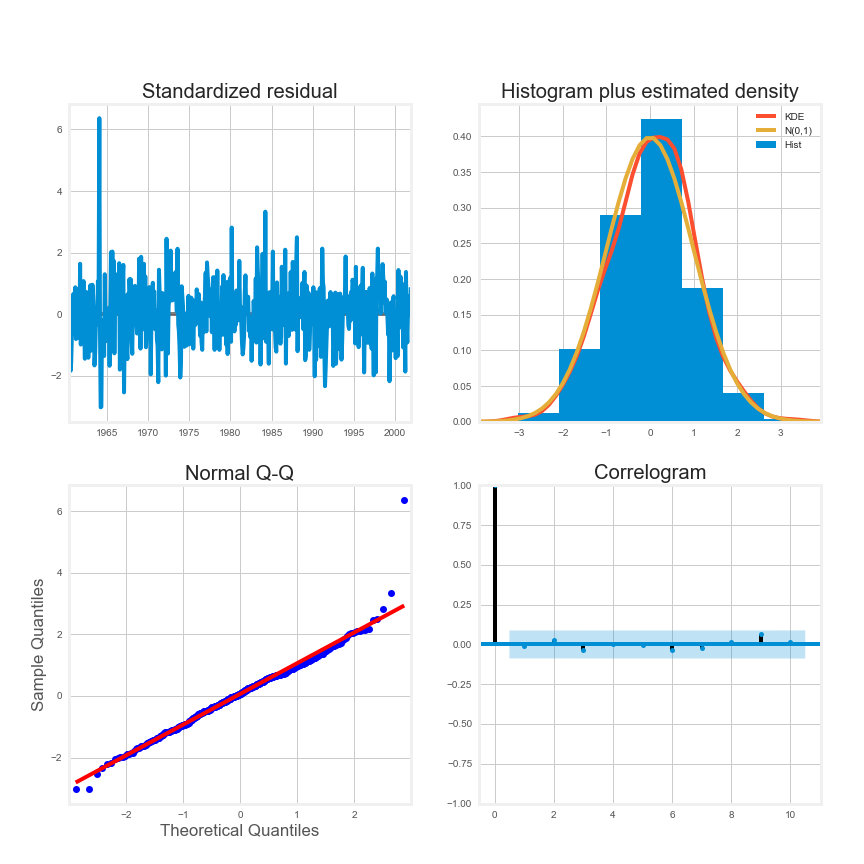 Standardized residual
6
4
2
0
−2
1965 1970 1975 1980 1985 1990 1995 2000
Histogram plus estimated density
KDE
N(0,1)
Hist
0.40
0.35
0.30
0.25
0.20
0.15
0.10
0.05
0.00
−3 −2 −1 0 1 2 3
Normal Q-Q
Sample Quantiles
6
4
2
0
−2
−2 −1 0 1 2
Theoretical Quantiles
Correlogram
1.00
0.75
0.50
0.25
0.00
−0.25
−0.50
−0.75
−1.00
0 2 4 6 8 10